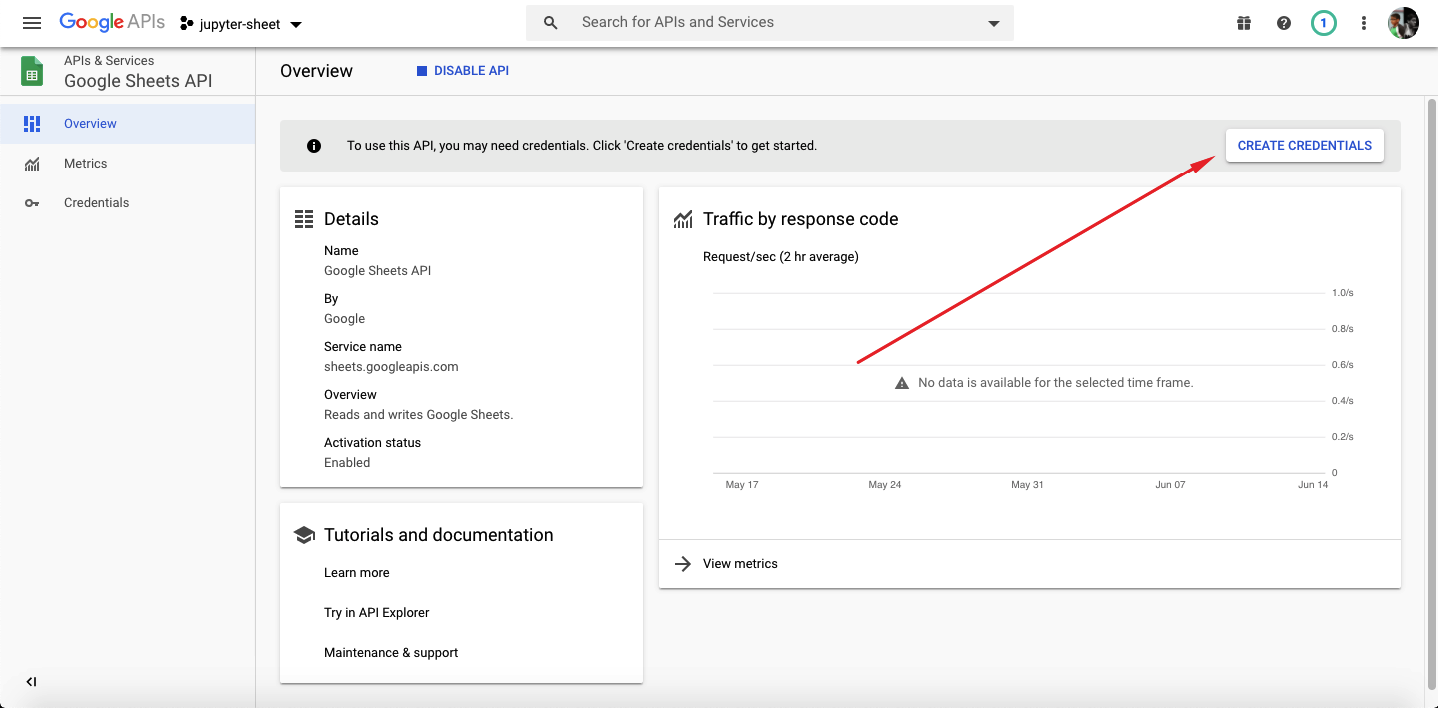 Google APIs
jupyter-sheet
Search for APIs and Services
1
APIs & Services
Google Sheets API
Overview
DISABLE API
Overview
Metrics
Credentials
To use this API, you may need credentials. Click 'Create credentials' to get started.
CREATE CREDENTIALS
Details
Name
Google Sheets API
By
Google
Service name
sheets.googleapis.com
Overview
Reads and writes Google Sheets.
Activation status
Enabled
Tutorials and documentation
Learn more
Try in API Explorer
Maintenance & support
Traffic by response code
Request/sec (2 hr average)
1.0/s
0.8/s
0.6/s
No data is available for the selected time frame.
0.4/s
0.2/s
0
May 17 May 24 May 31 Jun 07 Jun 14
View metrics